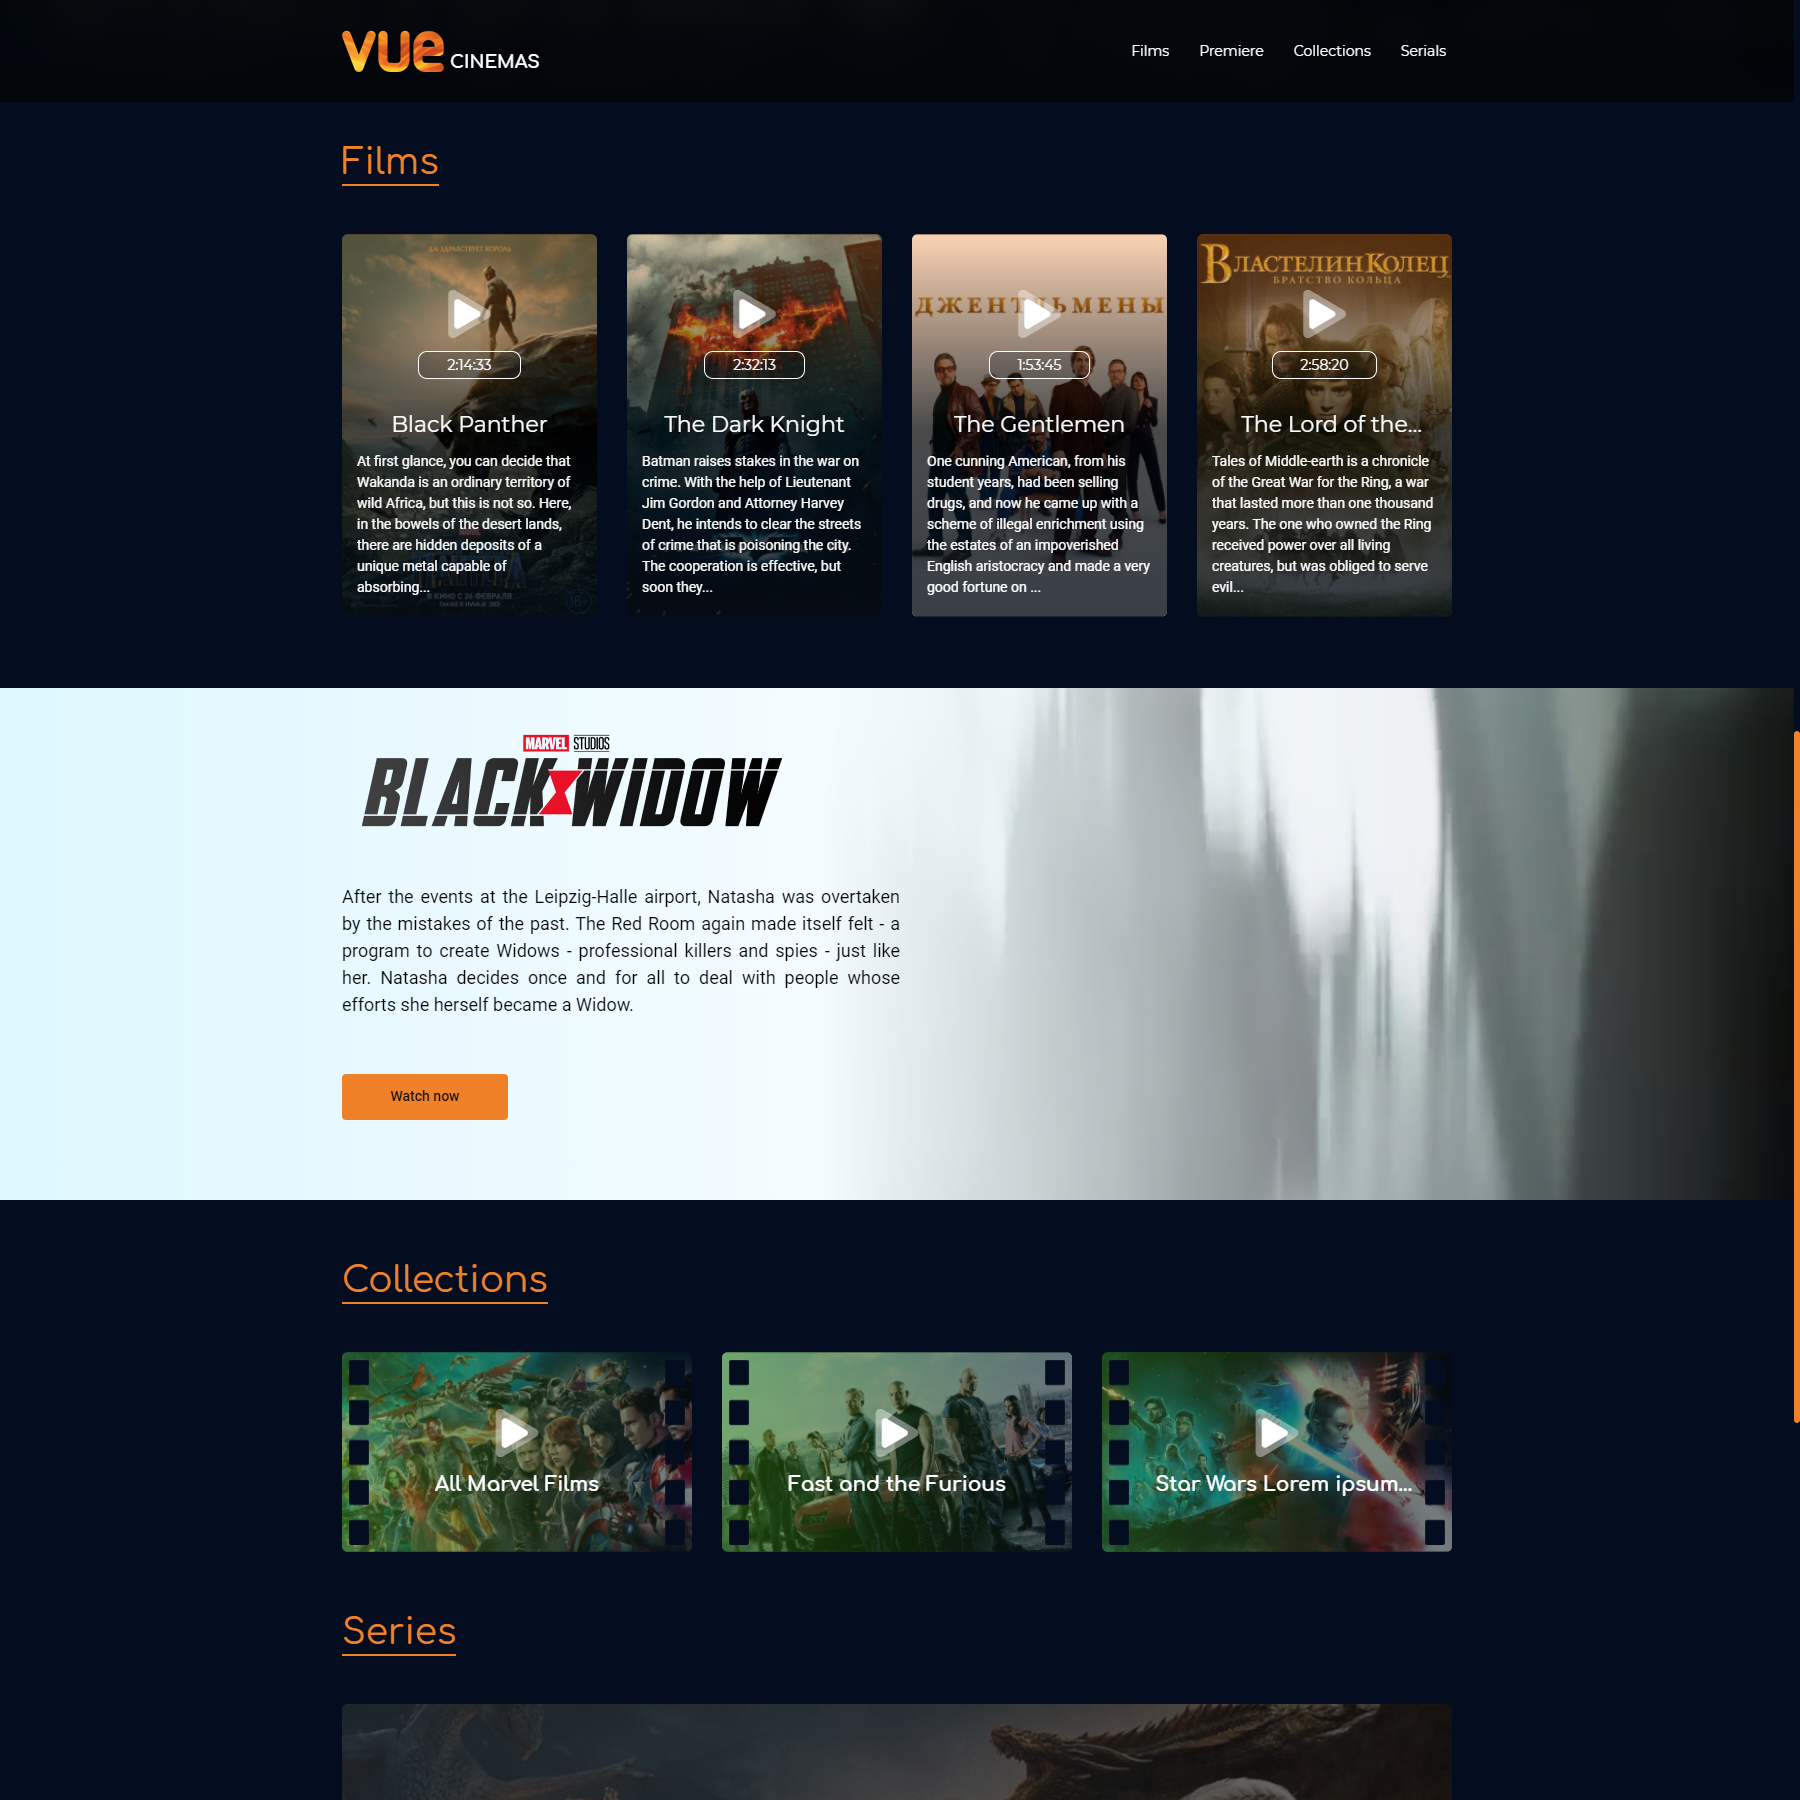 vue CINEMAS
Films Premiere Collections Serials
Films
ДА ЗДРАВСТВУЕТ КОРОЛЬ
2:14:33
Black Panther
At first glance, you can decide that
Wakanda is an ordinary territory of
wild Africa, but this is not so. Here,
in the bowels of the desert lands,
there are hidden deposits of a
unique metal capable of
absorbing...
В КИНО С 26 ФЕВРАЛЯ
16+
2:32:13
The Dark Knight
Batman raises stakes in the war on
crime. With the help of Lieutenant
Jim Gordon and Attorney Harvey
Dent, he intends to clear the streets
of crime that is poisoning the city.
The cooperation is effective, but
soon they...
1:53:45
The Gentlemen
One cunning American, from his
student years, had been selling
drugs, and now he came up with a
scheme of illegal enrichment using
the estates of an impoverished
English aristocracy and made a very
good fortune on ...
ВЛАСТЕЛИН КОЛЕЦ
БРАТСТВО КОЛЬЦА
2:58:20
The Lord of the...
Tales of Middle-earth is a chronicle
of the Great War for the Ring, a war
that lasted more than one thousand
years. The one who owned the Ring
received power over all living
creatures, but was obliged to serve
evil...
MARVEL STUDIOS
BLACK WIDOW
After the events at the Leipzig-Halle airport, Natasha was overtaken
by the mistakes of the past. The Red Room again made itself felt - a
program to create Widows - professional killers and spies - just like
her. Natasha decides once and for all to deal with people whose
efforts she herself became a Widow.
Watch now
Collections
All Marvel Films
Fast and the Furious
Star Wars Lorem ipsum...
Series